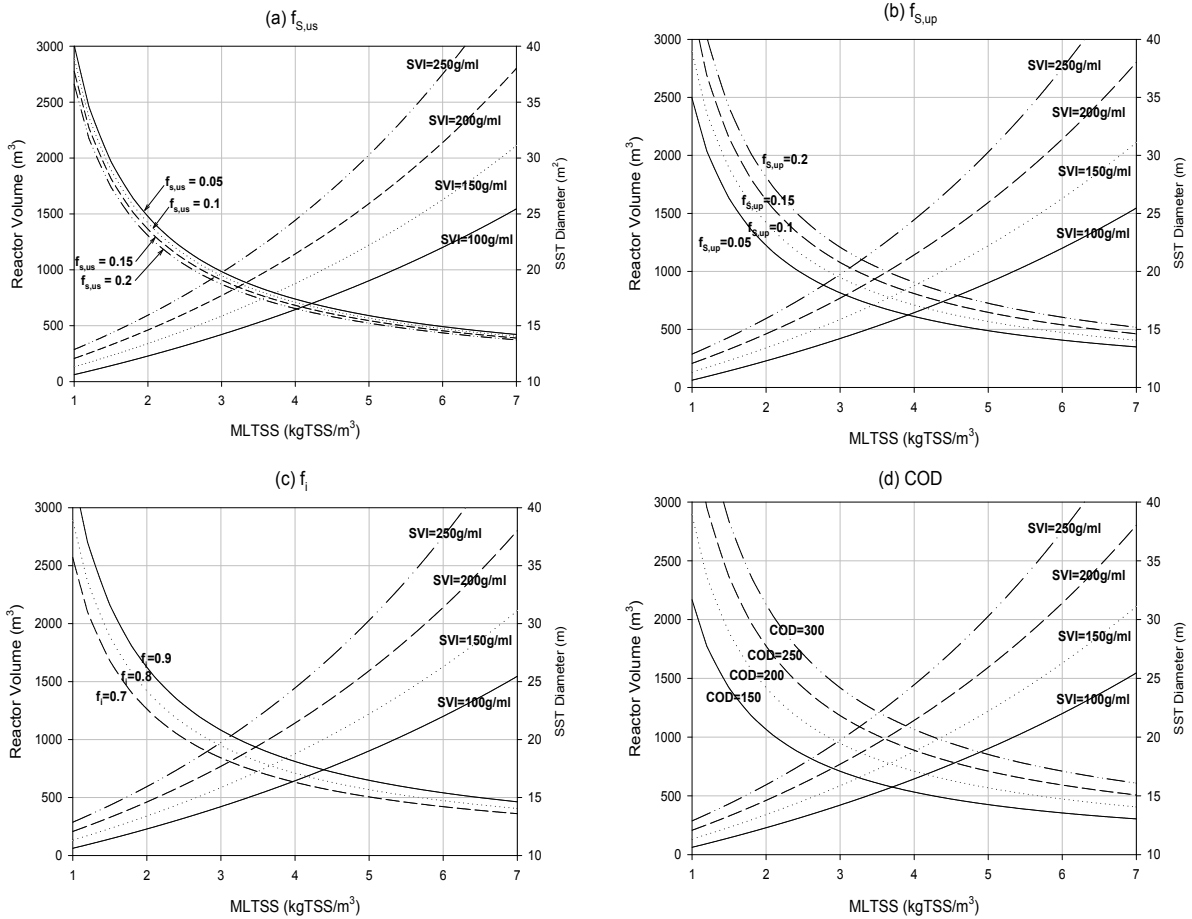 (a) fS,us
3000
2500
2000
1500
1000
500
0
Reactor Volume (m3)
40
35
30
25
20
15
10
SST Diameter (m2)
SVI=250g/ml
SVI=200g/ml
SVI=150g/ml
SVI=100g/ml
fs,us = 0.05
fs,us = 0.1
fs,us = 0.15
fs,us = 0.2
1 2 3 4 5 6 7
MLTSS (kgTSS/m3)
(b) fS,up
3000
2500
2000
1500
1000
500
0
Reactor Volume (m3)
40
35
30
25
20
15
10
SST Diameter (m)
SVI=250g/ml
SVI=200g/ml
SVI=150g/ml
SVI=100g/ml
fS,up=0.2
fS,up=0.15
fS,up=0.1
fS,up=0.05
1 2 3 4 5 6 7
MLTSS (kgTSS/m3)
(c) fi
3000
2500
2000
1500
1000
500
0
Reactor Volume (m3)
40
35
30
25
20
15
10
SST Diameter (m)
SVI=250g/ml
SVI=200g/ml
SVI=150g/ml
SVI=100g/ml
fi=0.9
fi=0.8
fi=0.7
1 2 3 4 5 6 7
MLTSS (kgTSS/m3)
(d) COD
3000
2500
2000
1500
1000
500
0
Reactor Volume (m3)
40
35
30
25
20
15
10
SST Diameter (m)
SVI=250g/ml
SVI=200g/ml
SVI=150g/ml
SVI=100g/ml
COD=300
COD=250
COD=200
COD=150
1 2 3 4 5 6 7
MLTSS (kgTSS/m3)